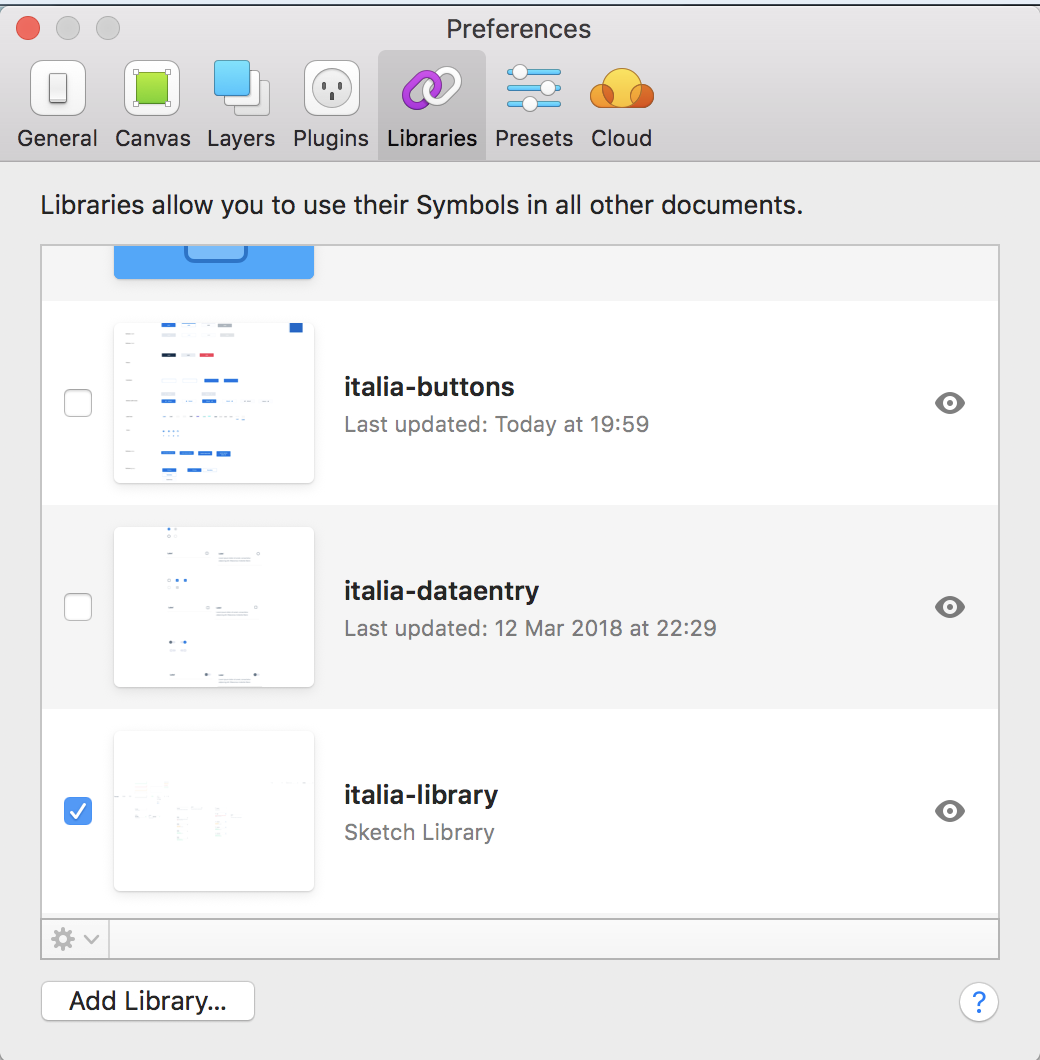 Preferences
General
Canvas
Layers
Plugins
Libraries
Presets
Cloud
Libraries allow you to use their Symbols in all other documents.
italia-buttons
Last updated: Today at 19:59
italia-dataentry
Last updated: 12 Mar 2018 at 22:29
italia-library
Sketch Library
Add Library...
?